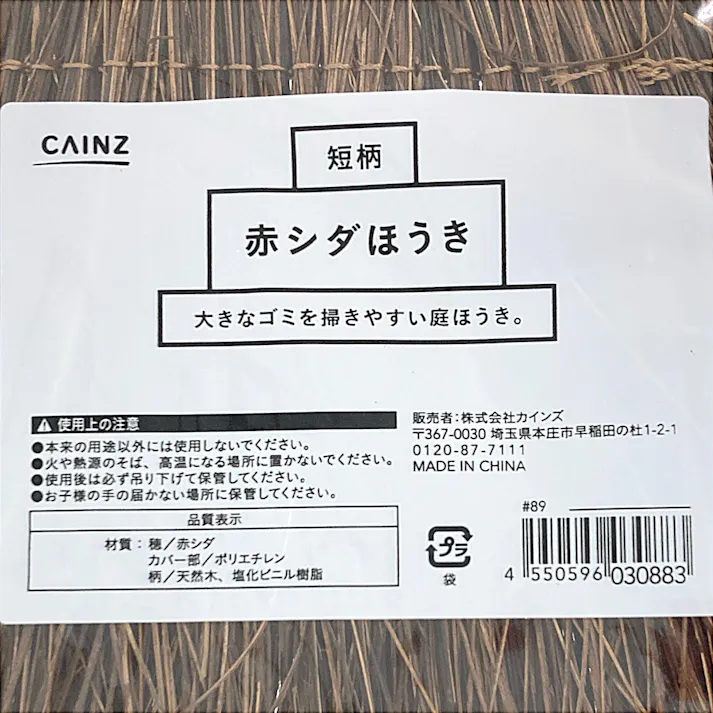 CAINZ
短柄
赤シダほうき
大きなゴミを掃きやすい庭ほうき。
使用上の注意
●本来の用途以外には使用しないでください。
●火や熱源のそば、高温になる場所に置かないでください。
●使用後は必ず吊り下げて保管してください。
●お子様の手の届かない場所に保管してください。
品質表示
材質:穂/赤シダ
カバー部/ポリエチレン
柄/天然木、塩化ビニル樹脂
販売者:株式会社カインズ
〒367-0030 埼玉県本庄市早稲田の杜1-2-1
0120-87-7111
MADE IN CHINA
プラ
袋
#89
4 550596 030883